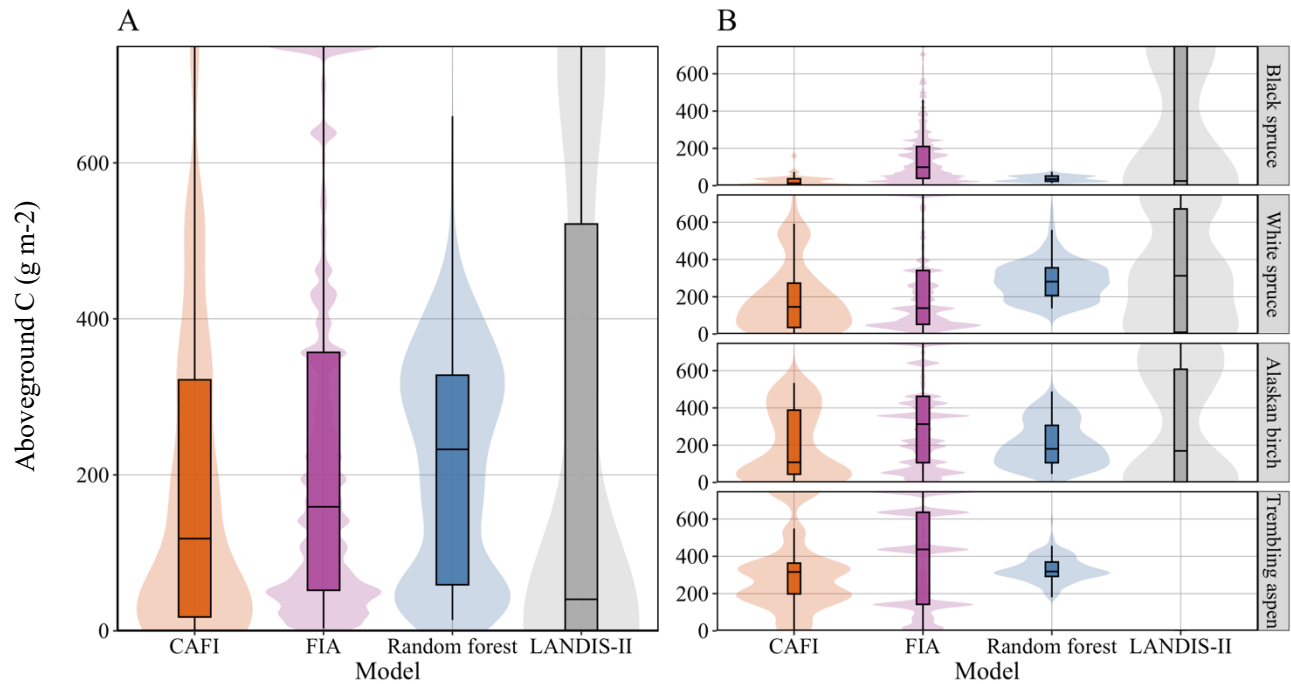 A
B
Aboveground C (g m-2)
600
400
200
0
CAFI
FIA
Random forest
LANDIS-II
Model
600
400
200
0
Black spruce
600
400
200
0
White spruce
600
400
200
0
Alaskan birch
600
400
200
0
Trembling aspen
CAFI
FIA
Random forest
LANDIS-II
Model